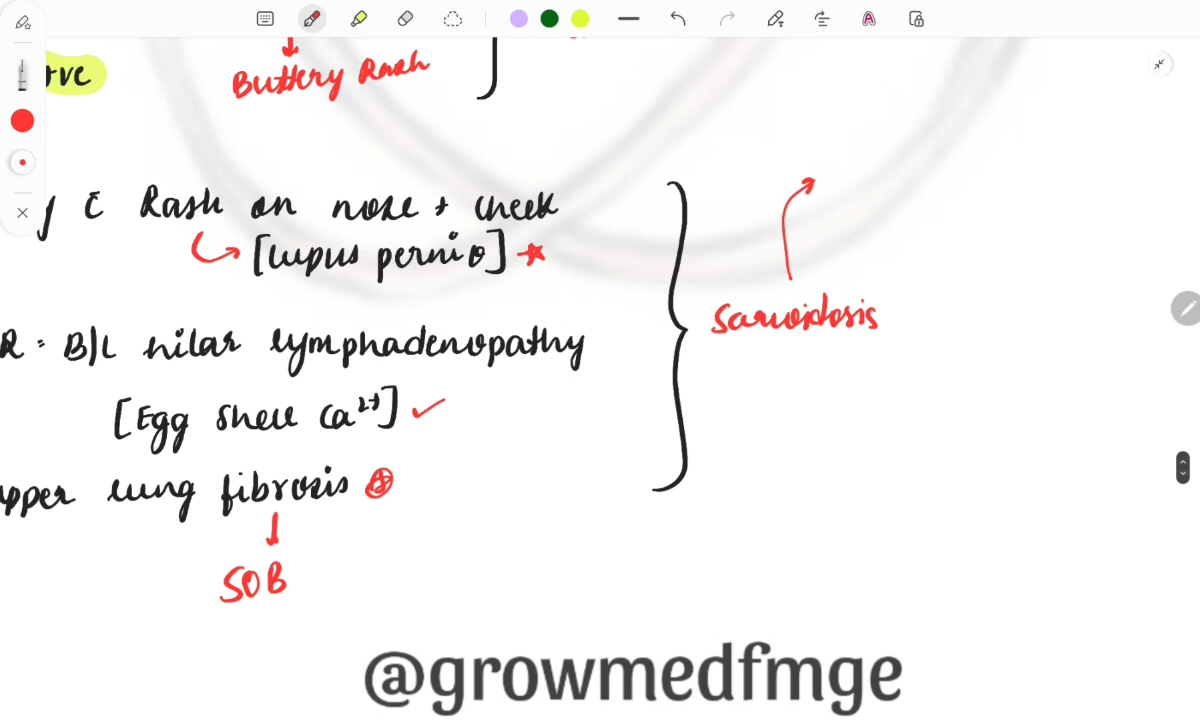 +ve
Buttery Rash
y c̄ Rash on nose + cheek
[lupus pernio]
Sarcoidosis
R = B/L hilar lymphadenopathy
[Egg shell Ca²⁺]
upper lung fibrosis
SOB
@growmedfmge